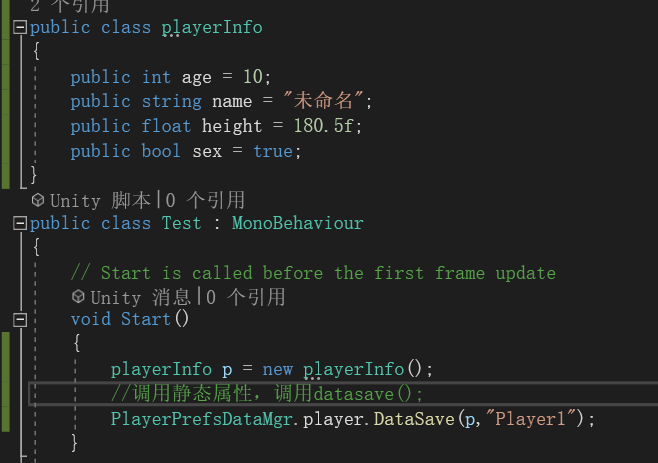 2 个引用
public class playerInfo
{
public int age = 10;
public string name = "未命名";
public float height = 180.5f;
public bool sex = true;
}
Unity 脚本|0 个引用
public class Test : MonoBehaviour
{
// Start is called before the first frame update
Unity 消息|0 个引用
void Start()
{
playerInfo p = new playerInfo();
//调用静态属性，调用datasave();
PlayerPrefsDataMgr.player.DataSave(p,"Player1");
}